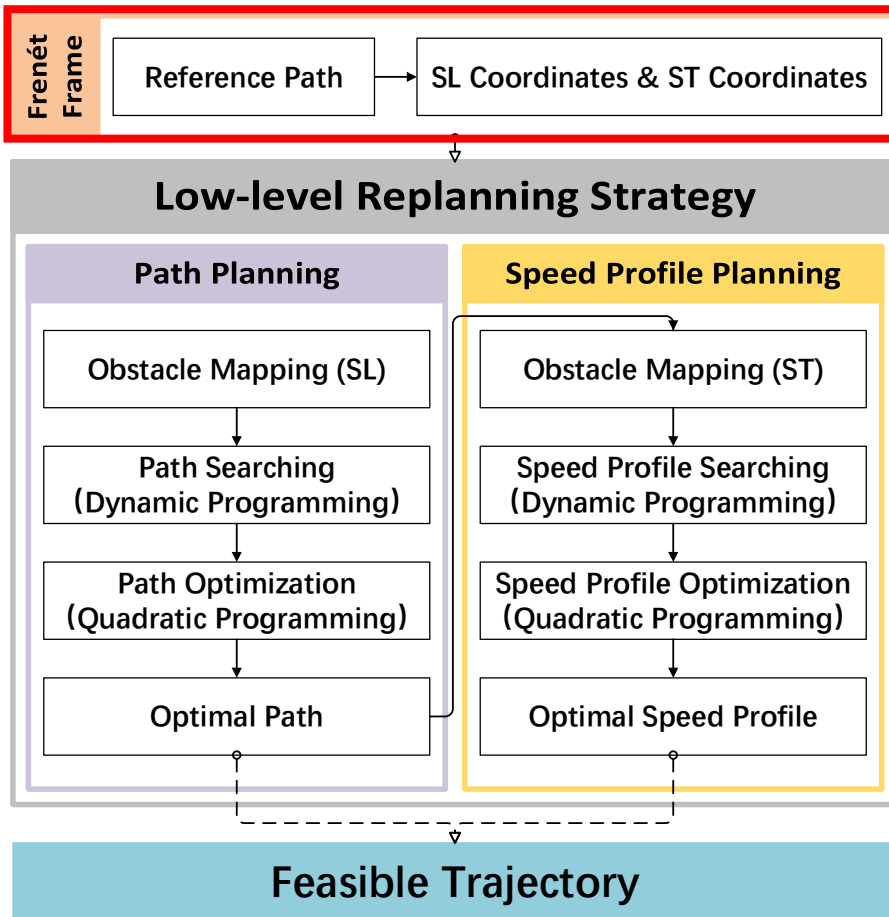 Frenét
Frame
Reference Path
SL Coordinates & ST Coordinates
Low-level Replanning Strategy
Path Planning
Obstacle Mapping (SL)
Path Searching
(Dynamic Programming)
Path Optimization
(Quadratic Programming)
Optimal Path
Speed Profile Planning
Obstacle Mapping (ST)
Speed Profile Searching
(Dynamic Programming)
Speed Profile Optimization
(Quadratic Programming)
Optimal Speed Profile
Feasible Trajectory